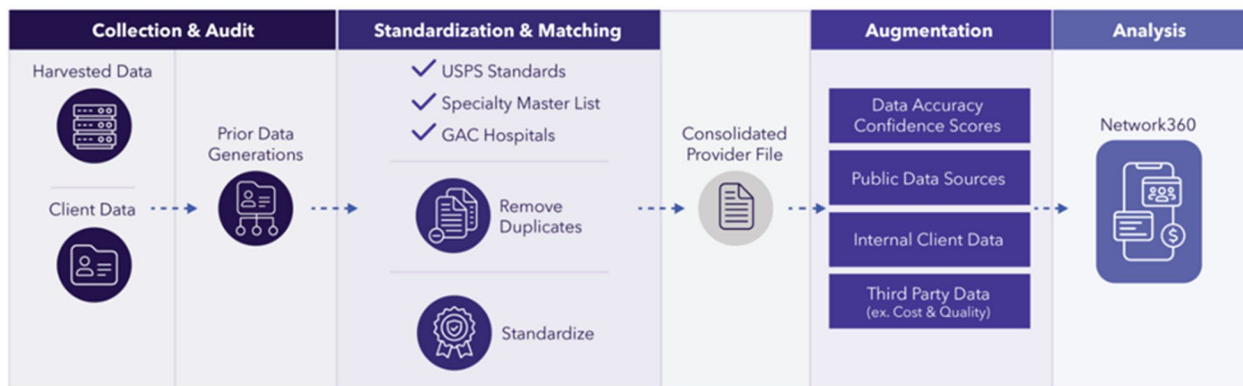 Collection & Audit
Standardization & Matching
Augmentation
Analysis
Harvested Data
Client Data
Prior Data
Generations
USPS Standards
Specialty Master List
GAC Hospitals
Remove
Duplicates
Standardize
Consolidated
Provider File
Data Accuracy
Confidence Scores
Public Data Sources
Internal Client Data
Third Party Data
(ex. Cost & Quality)
Network360